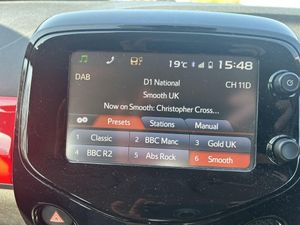 19°C 15:48
DAB D1 National CH 11D
Smooth UK
Now on Smooth: Christopher Cross...
Presets Stations Manual
1 Classic 2 BBC Manc 3 Gold UK
4 BBC R2 5 Abs Rock 6 Smooth